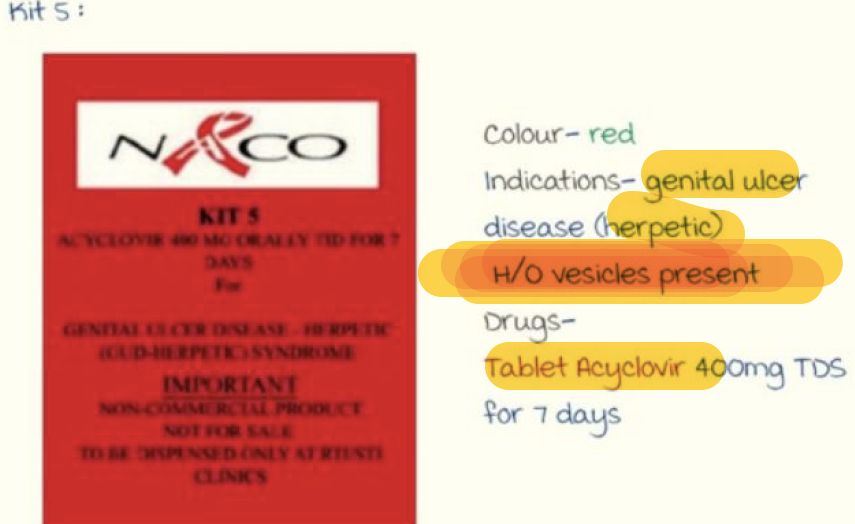 Kit 5:
NACO
KIT 5
ACYCLOVIR 400 MG ORALLY TID FOR 7
DAYS
For
GENITAL ULCER DISEASE - HERPETIC
(GUD-HERPETIC) SYNDROME
IMPORTANT
NON-COMMERCIAL PRODUCT
NOT FOR SALE
TO BE DISPENSED ONLY AT RTI/STI
CLINICS
Colour- red
Indications- genital ulcer
disease (herpetic)
H/O vesicles present
Drugs-
Tablet Acyclovir 400mg TDS
for 7 days